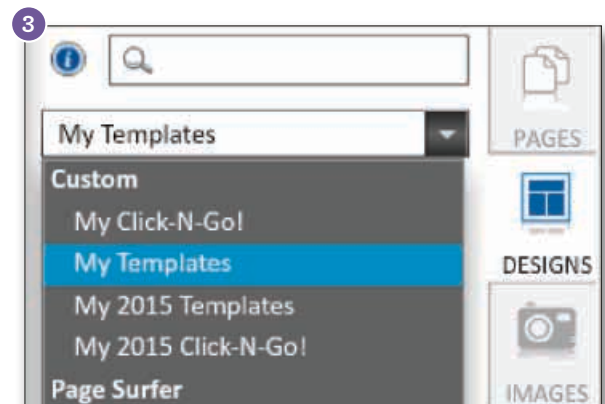 3
My Templates
PAGES
Custom
My Click-N-Go!
My Templates
DESIGNS
My 2015 Templates
My 2015 Click-N-Go!
Page Surfer
IMAGES